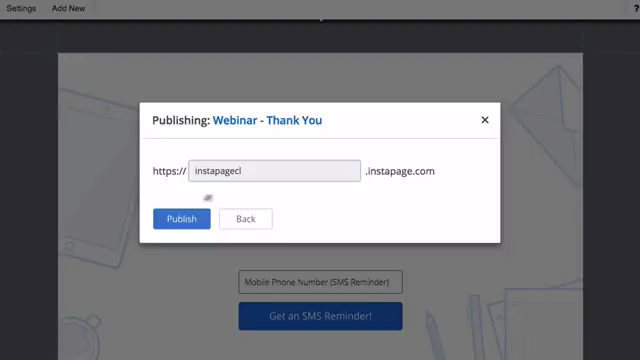 Settings Add New ?
Publishing: Webinar - Thank You ×
https:// instapagecl .instapage.com
Publish Back
Mobile Phone Number (SMS Reminder)
Get an SMS Reminder!